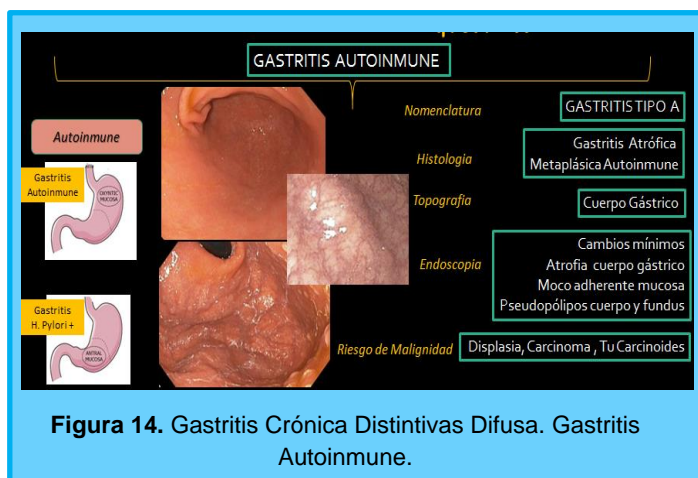 GASTRITIS AUTOINMUNE
Autoinmune
Gastritis
Autoinmune
OXYNTIC
MUCOSA
Gastritis
H. Pylori +
ANTRAL
MUCOSA
Nomenclatura
GASTRITIS TIPO A
Histologia
Gastritis Atrófica
Metaplásica Autoinmune
Topografia
Cuerpo Gástrico
Endoscopia
Cambios mínimos
Atrofia cuerpo gástrico
Moco adherente mucosa
Pseudopólipos cuerpo y fundus
Riesgo de Malignidad
Displasia, Carcinoma , Tu Carcinoides
Figura 14. Gastritis Crónica Distintivas Difusa. Gastritis
Autoinmune.